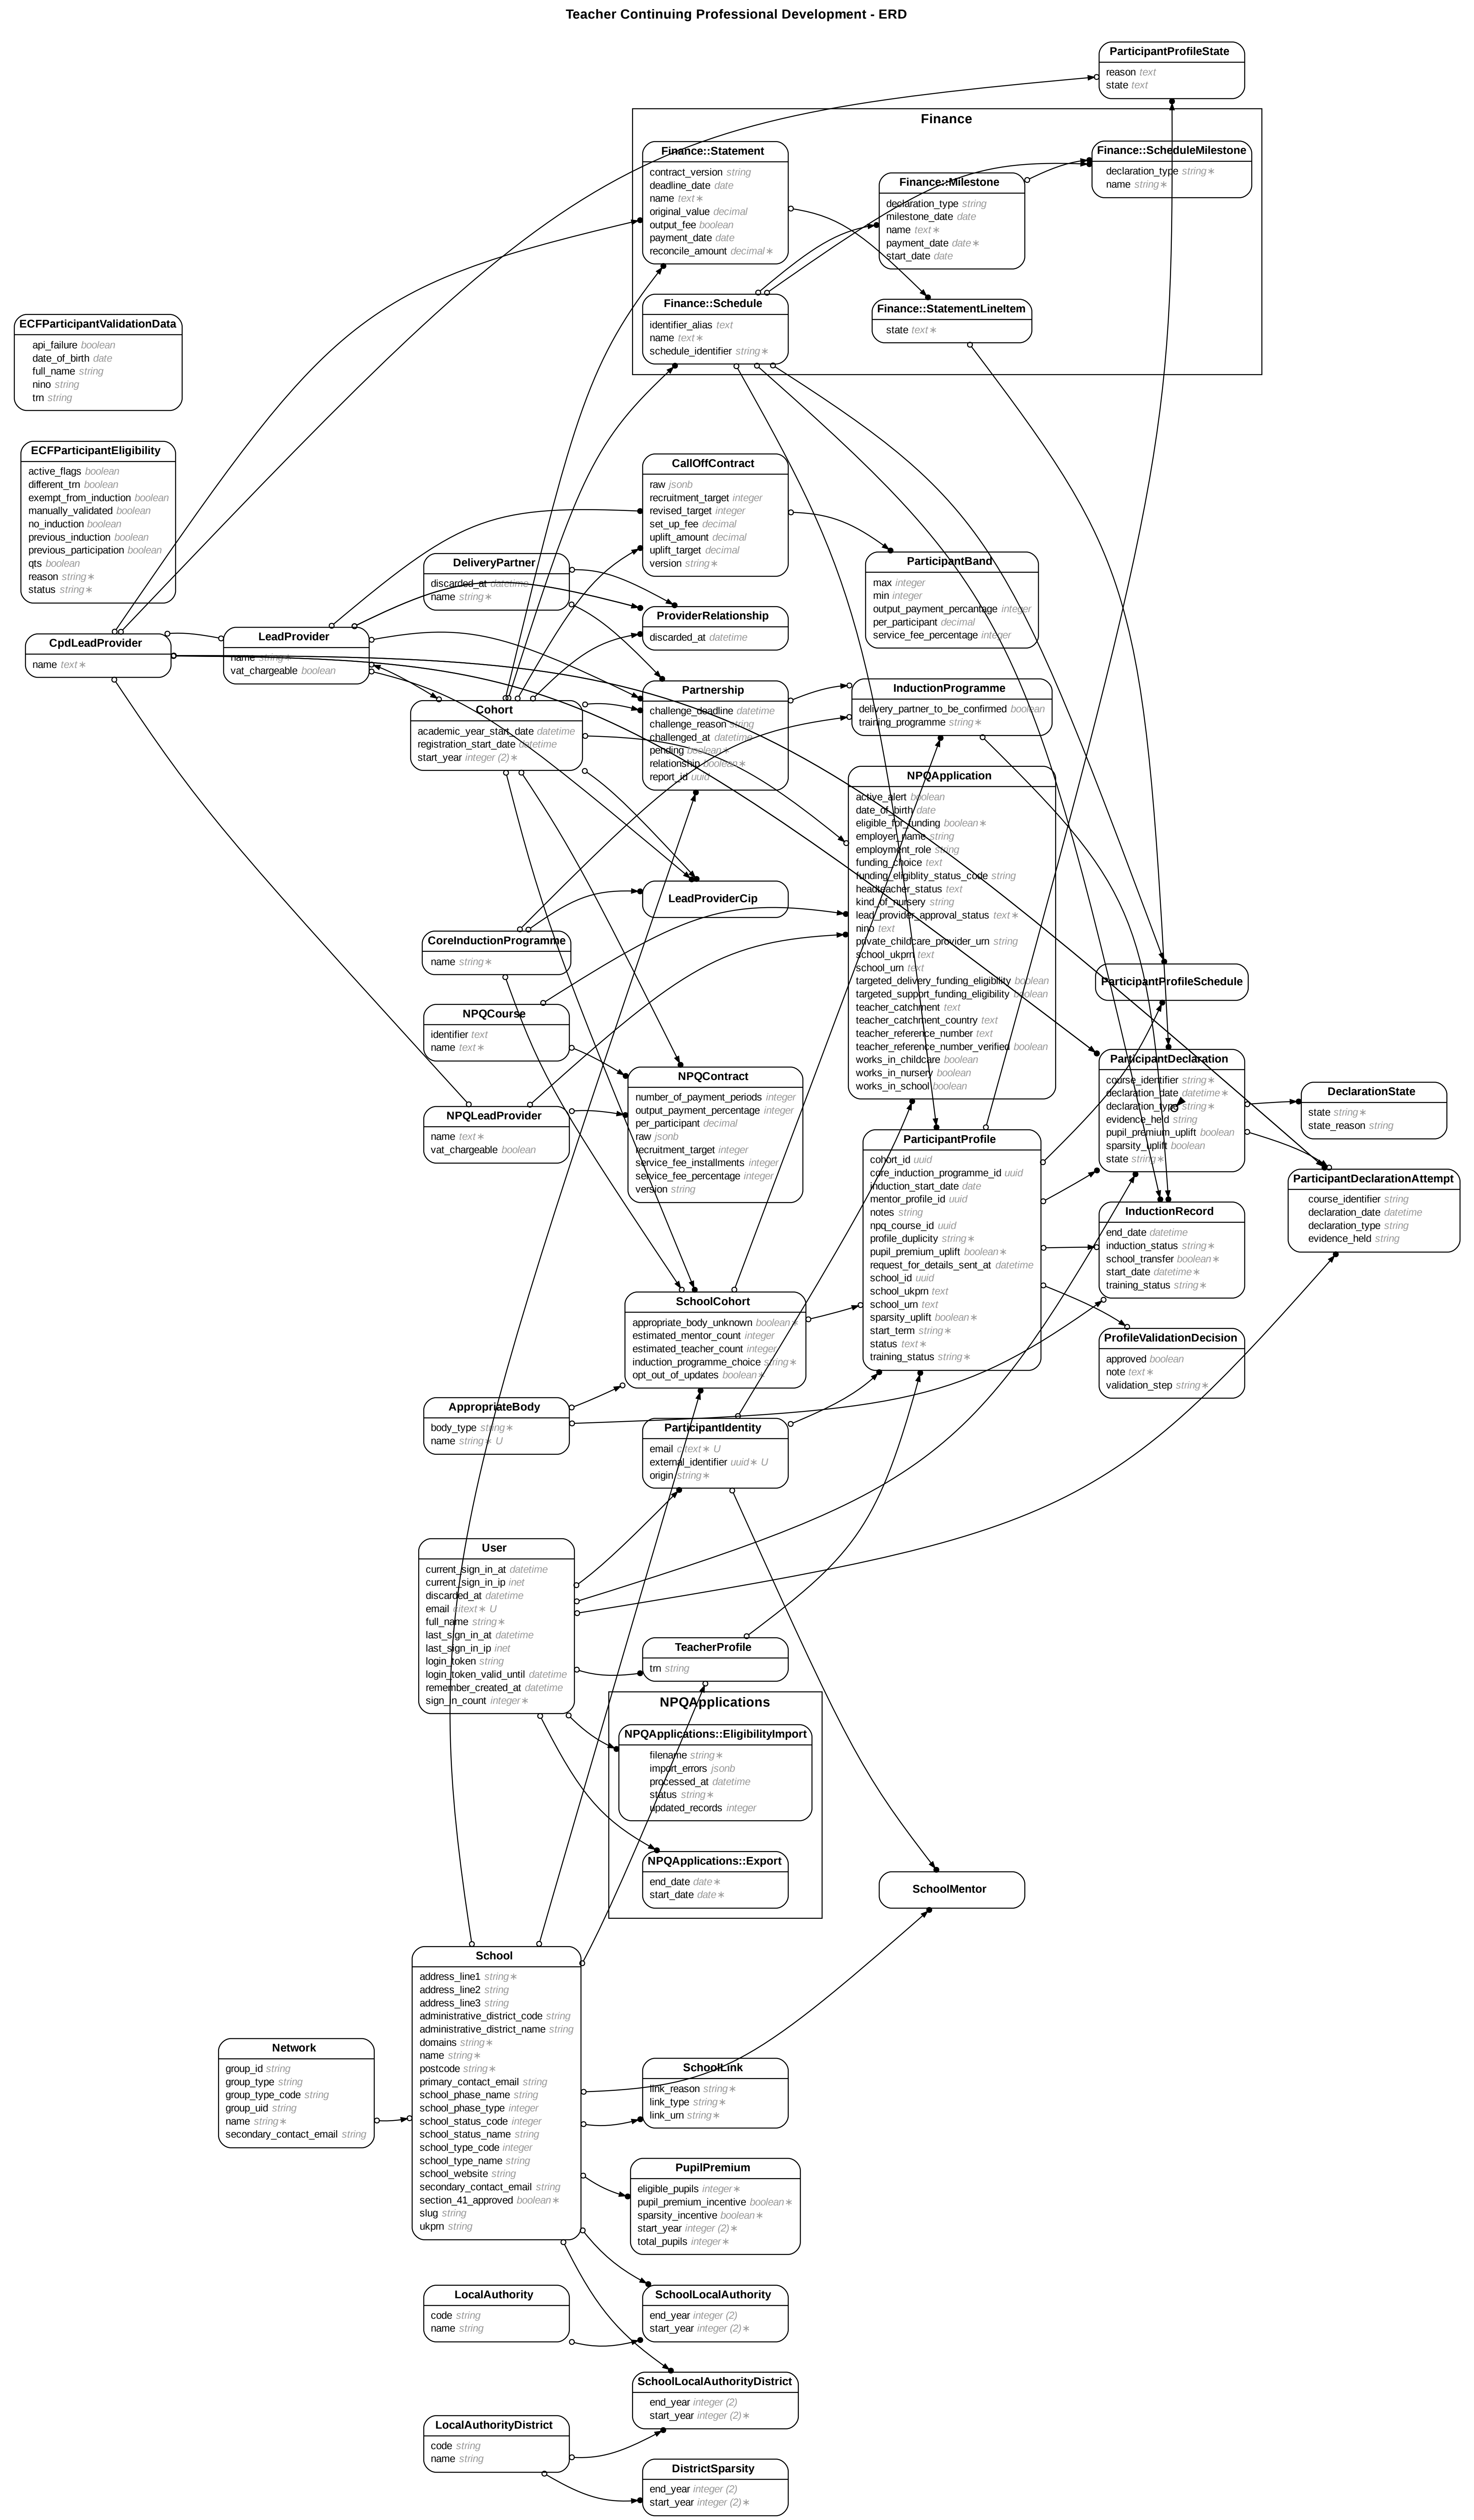 Teacher Continuing Professional Development - ERD
ParticipantProfileState
reason text
state text
Finance
Finance::Statement
contract_version string
deadline_date date
name text ∗
original_value decimal
output_fee boolean
payment_date date
reconcile_amount decimal ∗
Finance::Milestone
declaration_type string
milestone_date date
name text ∗
payment_date date ∗
start_date date
Finance::ScheduleMilestone
declaration_type string ∗
name string ∗
Finance::Schedule
identifier_alias text
name text ∗
schedule_identifier string ∗
Finance::StatementLineItem
state text ∗
ECFParticipantValidationData
api_failure boolean
date_of_birth date
full_name string
nino string
trn string
ECFParticipantEligibility
active_flags boolean
different_trn boolean
exempt_from_induction boolean
manually_validated boolean
no_induction boolean
previous_induction boolean
previous_participation boolean
qts boolean
reason string ∗
status string ∗
CpdLeadProvider
name text ∗
LeadProvider
name string ∗
vat_chargeable boolean
DeliveryPartner
discarded_at datetime
name string ∗
Cohort
academic_year_start_date datetime
registration_start_date datetime
start_year integer (2) ∗
CallOffContract
raw jsonb
recruitment_target integer
revised_target integer
set_up_fee decimal
uplift_amount decimal
uplift_target decimal
version string ∗
ParticipantBand
max integer
min integer
output_payment_percantage integer
per_participant decimal
service_fee_percentage integer
ProviderRelationship
discarded_at datetime
Partnership
challenge_deadline datetime
challenge_reason string
challenged_at datetime
pending boolean ∗
relationship boolean ∗
report_id uuid
InductionProgramme
delivery_partner_to_be_confirmed boolean
training_programme string ∗
NPQApplication
active_alert boolean
date_of_birth date
eligible_for_funding boolean ∗
employer_name string
employment_role string
funding_choice text
funding_eligiblity_status_code string
headteacher_status text
kind_of_nursery string
lead_provider_approval_status text ∗
nino text
private_childcare_provider_urn string
school_ukprn text
school_urn text
targeted_delivery_funding_eligibility boolean
targeted_support_funding_eligibility boolean
teacher_catchment text
teacher_catchment_country text
teacher_reference_number text
teacher_reference_number_verified boolean
works_in_childcare boolean
works_in_nursery boolean
works_in_school boolean
LeadProviderCip
CoreInductionProgramme
name string ∗
NPQCourse
identifier text
name text ∗
NPQLeadProvider
name text ∗
vat_chargeable boolean
NPQContract
number_of_payment_periods integer
output_payment_percentage integer
per_participant decimal
raw jsonb
recruitment_target integer
service_fee_installments integer
service_fee_percentage integer
version string
ParticipantProfileSchedule
ParticipantDeclaration
course_identifier string ∗
declaration_date datetime ∗
declaration_type string ∗
evidence_held string
pupil_premium_uplift boolean
sparsity_uplift boolean
state string ∗
DeclarationState
state string ∗
state_reason string
ParticipantDeclarationAttempt
course_identifier string
declaration_date datetime
declaration_type string
evidence_held string
ParticipantProfile
cohort_id uuid
core_induction_programme_id uuid
induction_start_date date
mentor_profile_id uuid
notes string
npq_course_id uuid
profile_duplicity string ∗
pupil_premium_uplift boolean ∗
request_for_details_sent_at datetime
school_id uuid
school_ukprn text
school_urn text
sparsity_uplift boolean ∗
start_term string ∗
status text ∗
training_status string ∗
InductionRecord
end_date datetime
induction_status string ∗
school_transfer boolean ∗
start_date datetime ∗
training_status string ∗
ProfileValidationDecision
approved boolean
note text ∗
validation_step string ∗
SchoolCohort
appropriate_body_unknown boolean ∗
estimated_mentor_count integer
estimated_teacher_count integer
induction_programme_choice string ∗
opt_out_of_updates boolean ∗
AppropriateBody
body_type string ∗
name string ∗ U
ParticipantIdentity
email citext ∗ U
external_identifier uuid ∗ U
origin string ∗
User
current_sign_in_at datetime
current_sign_in_ip inet
discarded_at datetime
email citext ∗ U
full_name string ∗
last_sign_in_at datetime
last_sign_in_ip inet
login_token string
login_token_valid_until datetime
remember_created_at datetime
sign_in_count integer ∗
TeacherProfile
trn string
NPQApplications
NPQApplications::EligibilityImport
filename string ∗
import_errors jsonb
processed_at datetime
status string ∗
updated_records integer
NPQApplications::Export
end_date date ∗
start_date date ∗
SchoolMentor
School
address_line1 string ∗
address_line2 string
address_line3 string
administrative_district_code string
administrative_district_name string
domains string ∗
name string ∗
postcode string ∗
primary_contact_email string
school_phase_name string
school_phase_type integer
school_status_code integer
school_status_name string
school_type_code integer
school_type_name string
school_website string
secondary_contact_email string
section_41_approved boolean ∗
slug string
ukprn string
Network
group_id string
group_type string
group_type_code string
group_uid string
name string ∗
secondary_contact_email string
SchoolLink
link_reason string ∗
link_type string ∗
link_urn string ∗
PupilPremium
eligible_pupils integer ∗
pupil_premium_incentive boolean ∗
sparsity_incentive boolean ∗
start_year integer (2) ∗
total_pupils integer ∗
LocalAuthority
code string
name string
SchoolLocalAuthority
end_year integer (2)
start_year integer (2) ∗
SchoolLocalAuthorityDistrict
end_year integer (2)
start_year integer (2) ∗
LocalAuthorityDistrict
code string
name string
DistrictSparsity
end_year integer (2)
start_year integer (2) ∗